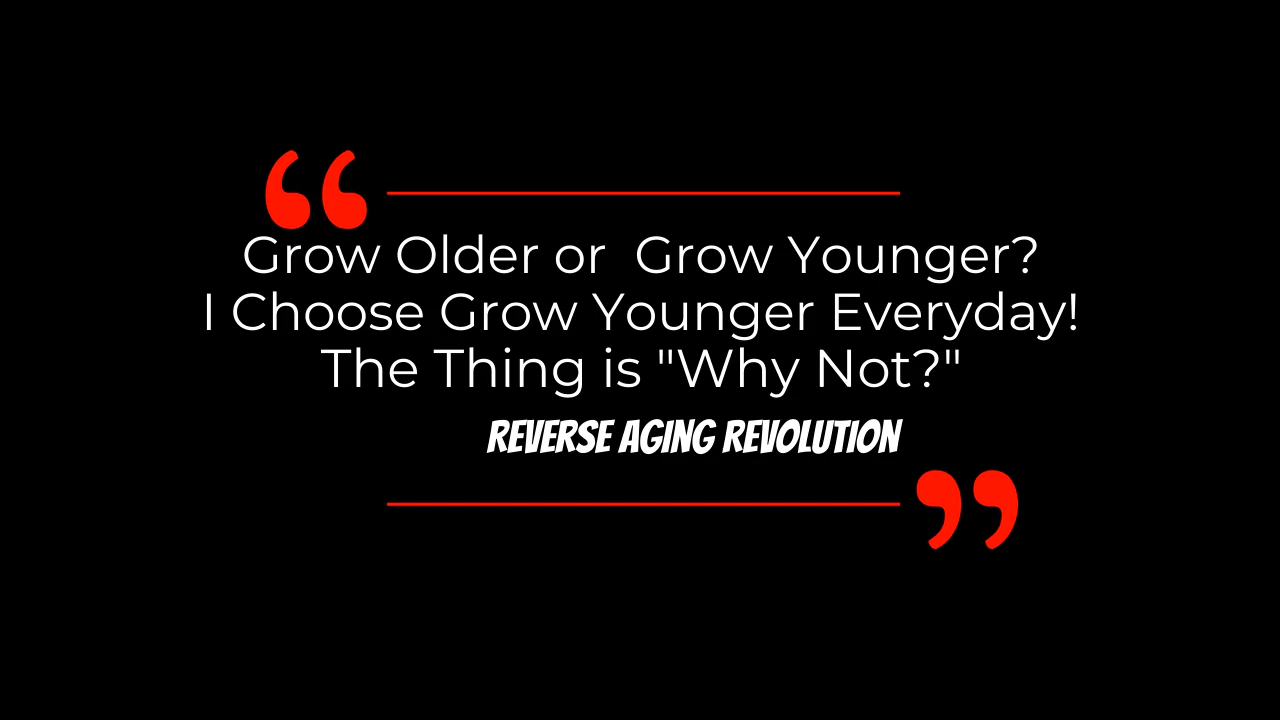 Grow Older or  Grow Younger?
I Choose Grow Younger Everyday!
The Thing is "Why Not?"
REVERSE AGING REVOLUTION